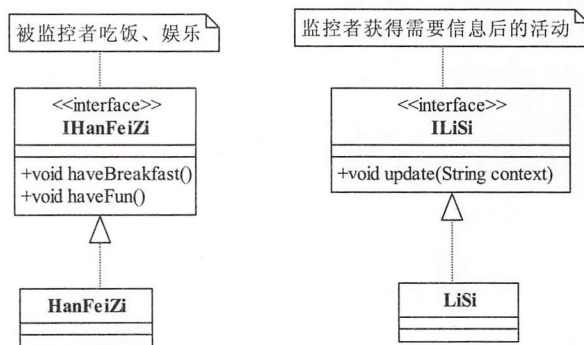 被监控者吃饭、娱乐
<<interface>>
IHanFeiZi
+void haveBreakfast()
+void haveFun()
HanFeiZi
监控者获得需要信息后的活动
<<interface>>
ILiSi
+void update(String context)
LiSi